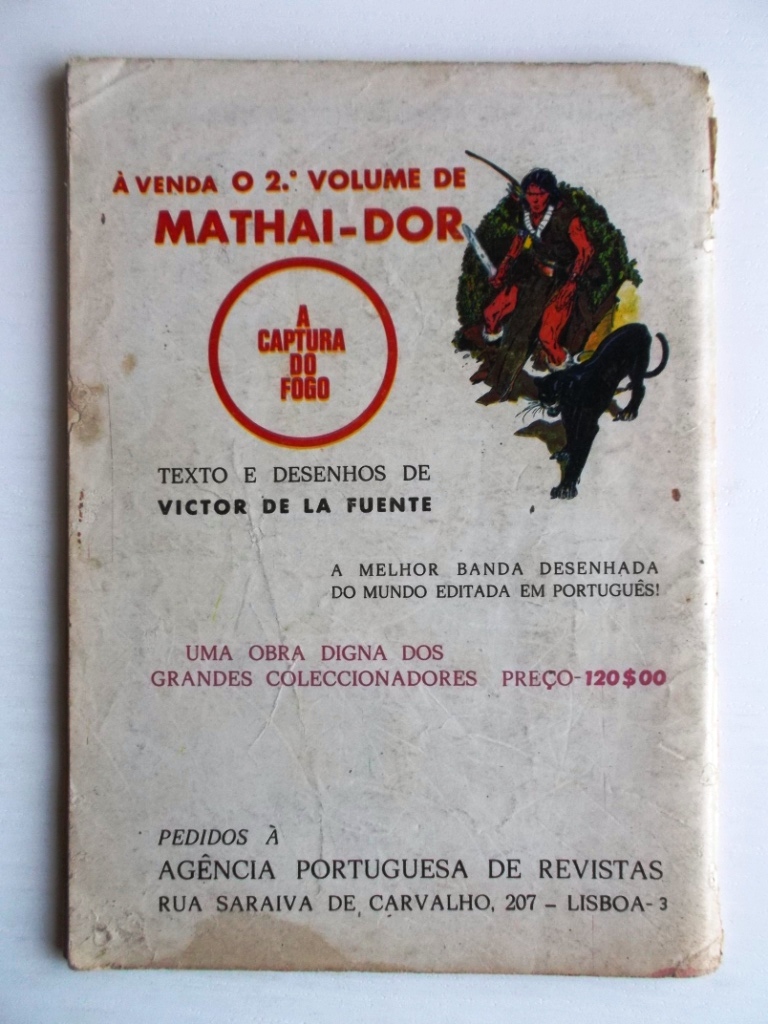 À VENDA O 2.º VOLUME DE
MATHAI-DOR
A
CAPTURA
DO
FOGO
TEXTO E DESENHOS DE
VICTOR DE LA FUENTE
A MELHOR BANDA DESENHADA
DO MUNDO EDITADA EM PORTUGUÊS!
UMA OBRA DIGNA DOS
GRANDES COLECCIONADORES PREÇO-120$00
PEDIDOS À
AGÊNCIA PORTUGUESA DE REVISTAS
RUA SARAIVA DE CARVALHO, 207 – LISBOA-3